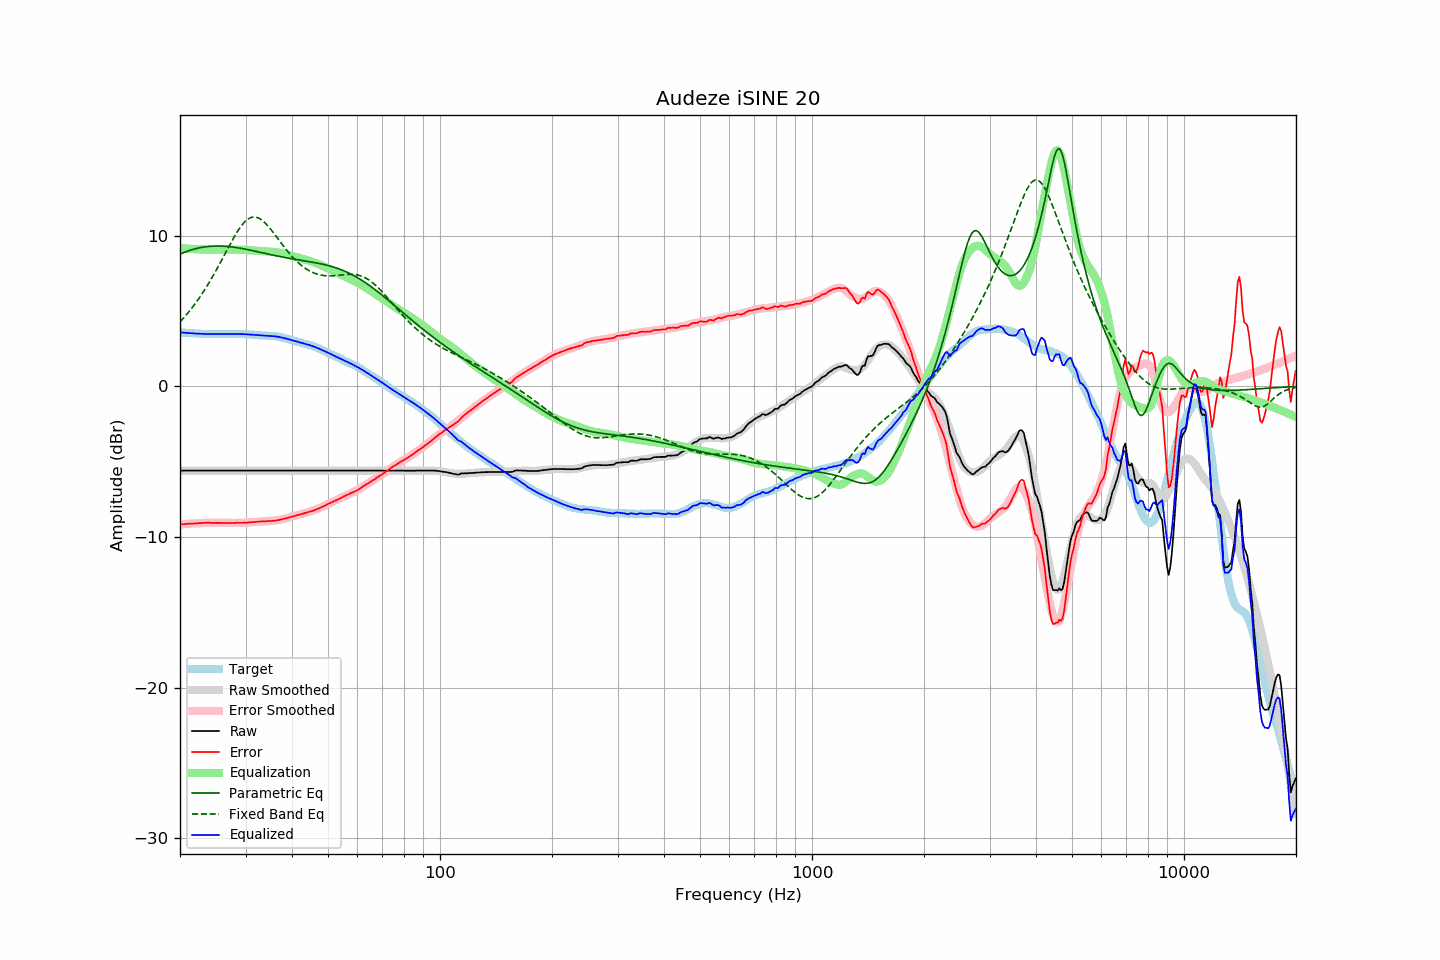 Audeze iSINE 20
Amplitude (dBr)
10
0
−10
−20
−30
Target
Raw Smoothed
Error Smoothed
Raw
Error
Equalization
Parametric Eq
Fixed Band Eq
Equalized
100
1000
10000
Frequency (Hz)